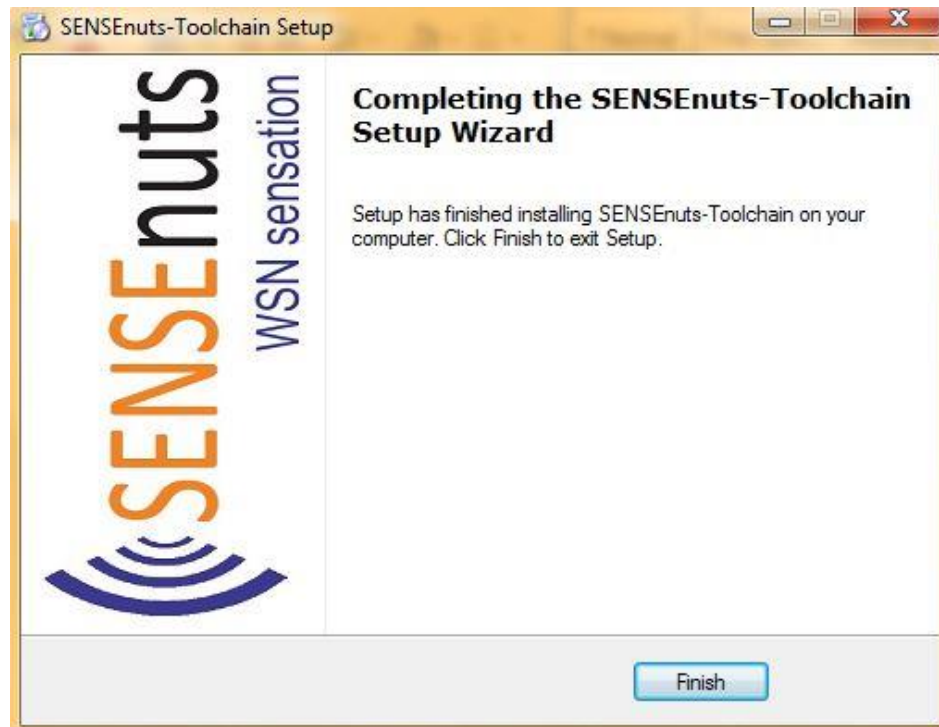 SENSEnuts-Toolchain Setup
SENSEnuts
WSN sensation
Completing the SENSEnuts-Toolchain
Setup Wizard
Setup has finished installing SENSEnuts-Toolchain on your
computer. Click Finish to exit Setup.
Finish